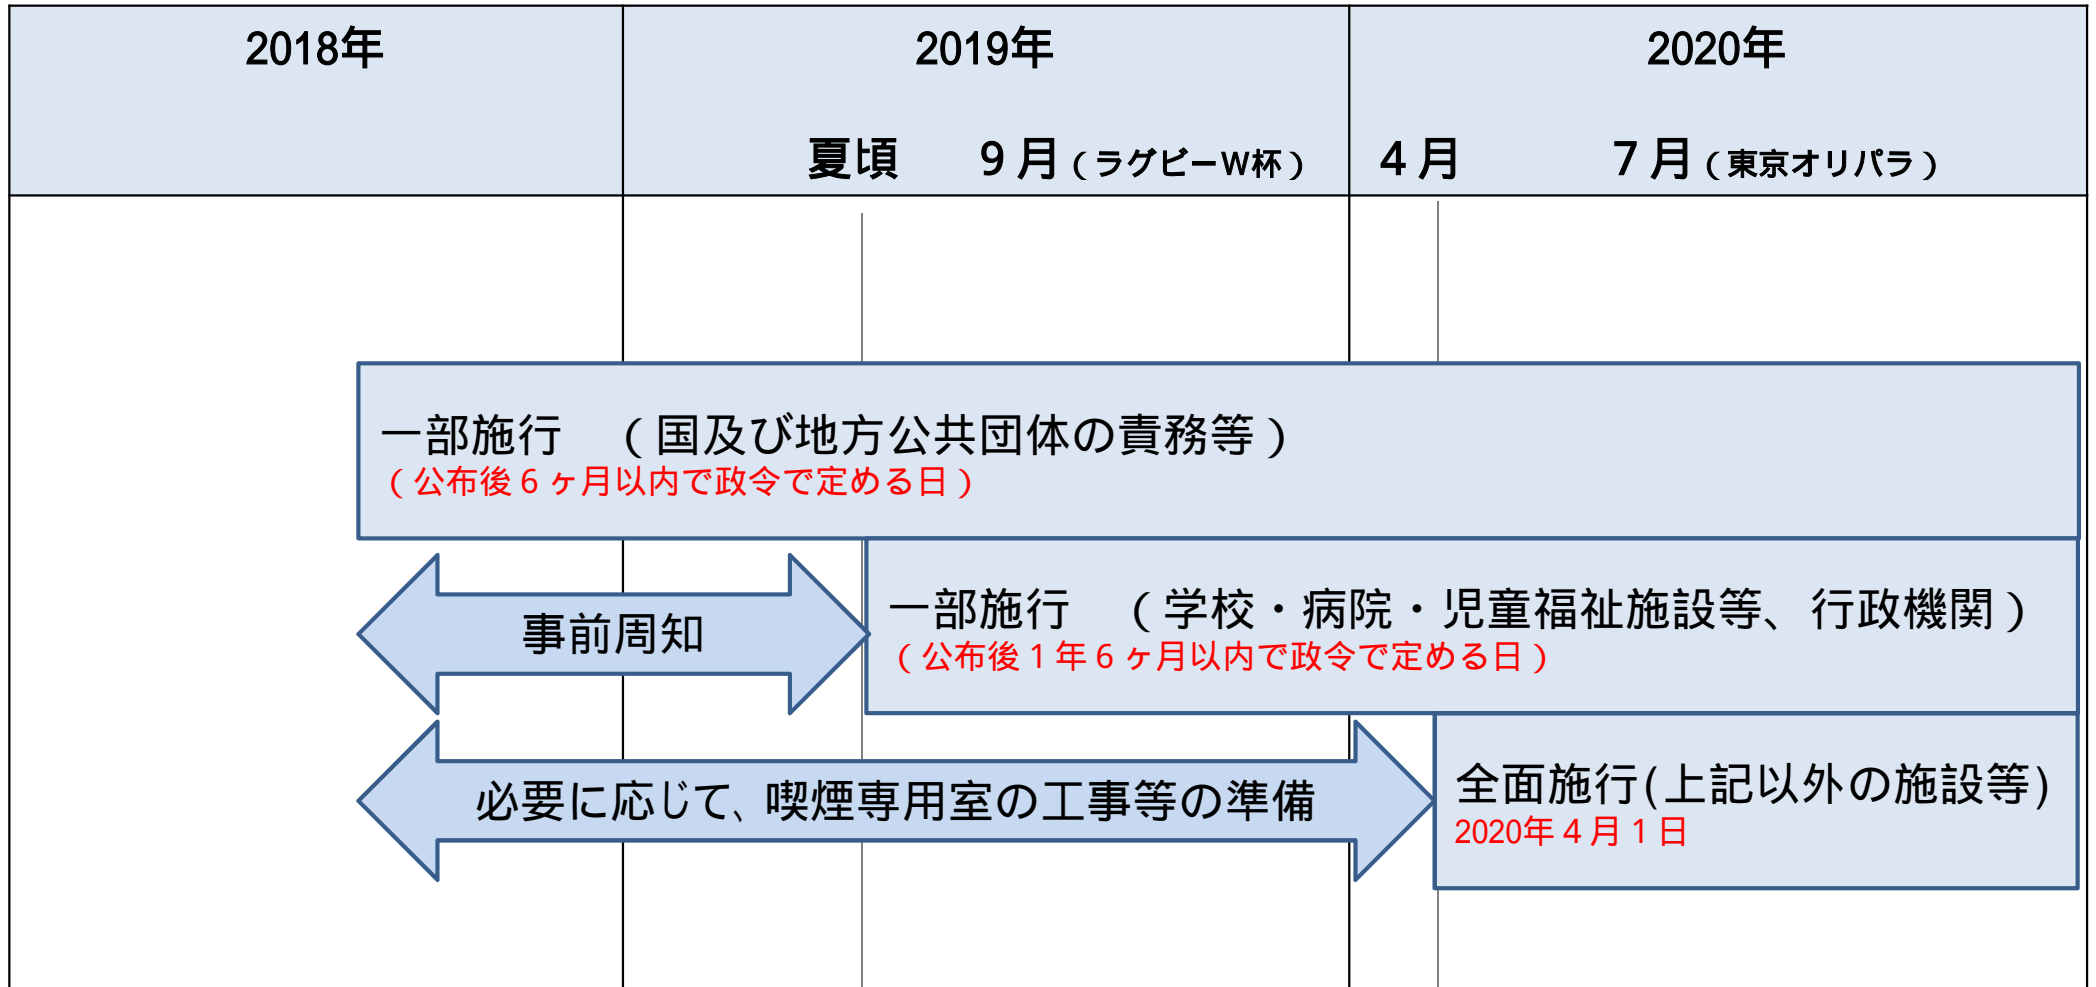 2018年
2019年
2020年
夏頃　９月（ラグビーW杯）
４月　７月（東京オリパラ）
一部施行　（国及び地方公共団体の責務等）
（公布後６ヶ月以内で政令で定める日）
事前周知
一部施行　（学校・病院・児童福祉施設等、行政機関）
（公布後１年６ヶ月以内で政令で定める日）
必要に応じて、喫煙専用室の工事等の準備
全面施行(上記以外の施設等)
2020年４月１日